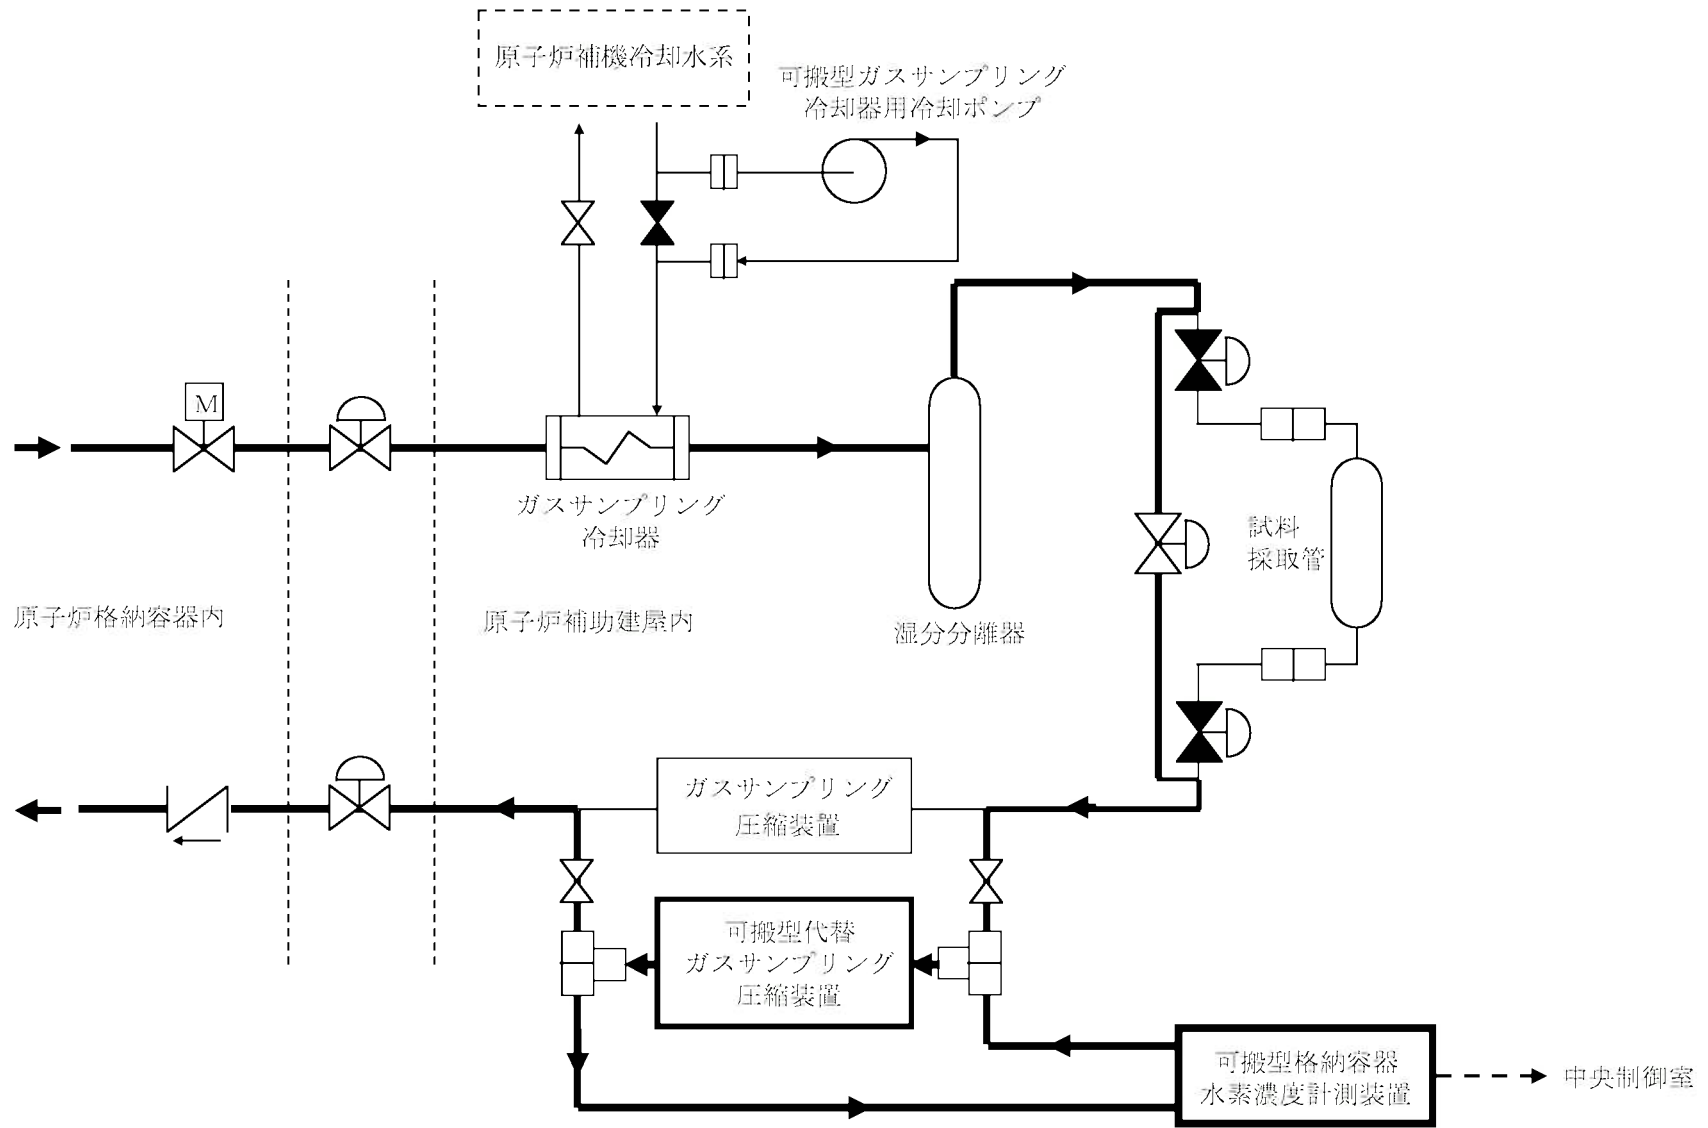 原子炉補機冷却水系
可搬型ガスサンプリング
冷却器用冷却ポンプ
M
ガスサンプリング
冷却器
試料
採取管
原子炉格納容器内
原子炉補助建屋内
湿分分離器
ガスサンプリング
圧縮装置
可搬型代替
ガスサンプリング
圧縮装置
可搬型格納容器
水素濃度計測装置
中央制御室